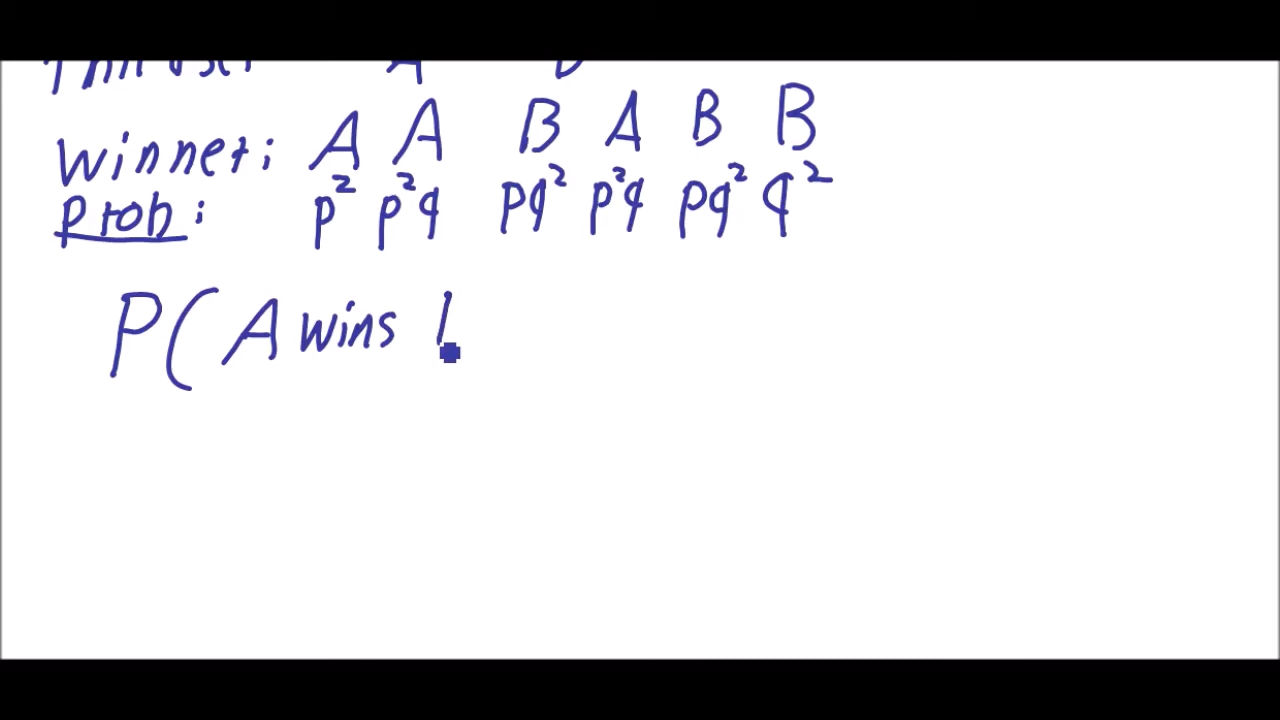 Winner: A A B A B B
Prob: p² p²q pq² p²q pq² q²
P( A wins